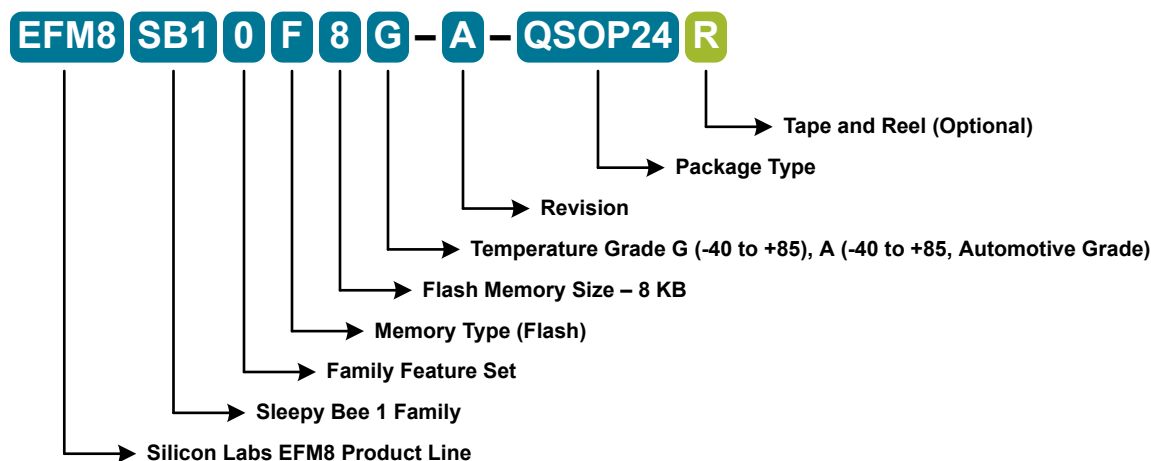 EFM8 SB1 0 F 8 G – A – QSOP24 R
Tape and Reel (Optional)
Package Type
Revision
Temperature Grade G (-40 to +85), A (-40 to +85, Automotive Grade)
Flash Memory Size – 8 KB
Memory Type (Flash)
Family Feature Set
Sleepy Bee 1 Family
Silicon Labs EFM8 Product Line